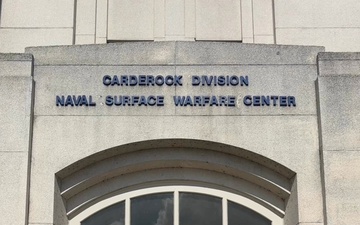 CARDEROCK DIVISION
NAVAL SURFACE WARFARE CENTER